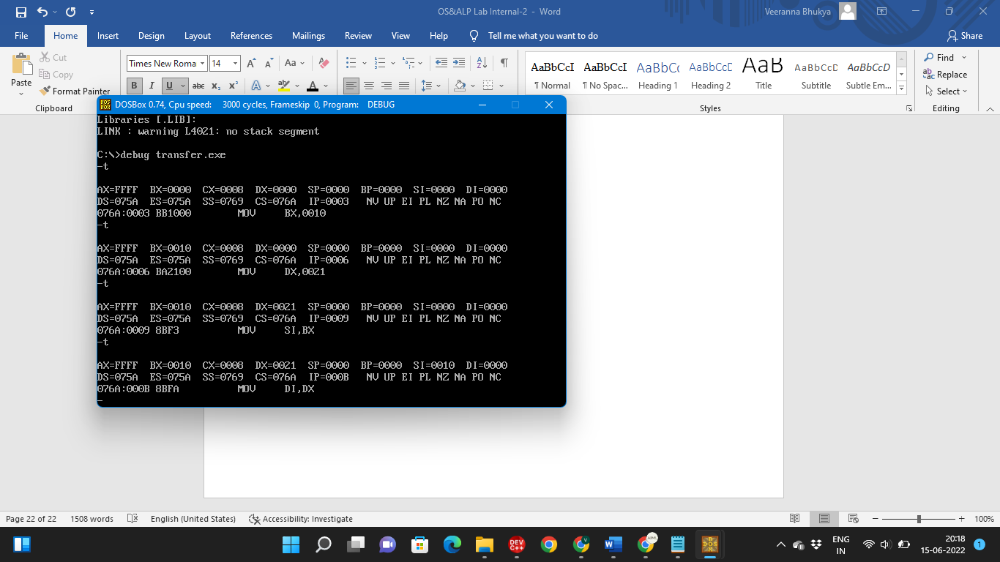 OS&ALP Lab Internal-2 - Word
Veeranna Bhukya
File Home Insert Design Layout References Mailings Review View Help Tell me what you want to do Share
Paste
Cut
Copy
Format Painter
Clipboard
Times New Roma 14 A A Aa A
B I U abc x2 x2 A ab A
AaBbCcI AaBbCcI AaBbCc AaBbCcD AaB AaBbCcD AaBbCcD
¶ Normal ¶ No Spac... Heading 1 Heading 2 Title Subtitle Subtle Em...
Styles
Find
Replace
Select
Editing
DOSBox 0.74, Cpu speed: 3000 cycles, Frameskip 0, Program: DEBUG
Libraries [.LIB]:
LINK : warning L4021: no stack segment
C:\>debug transfer.exe
-t
AX=FFFF BX=0000 CX=0008 DX=0000 SP=0000 BP=0000 SI=0000 DI=0000
DS=075A ES=075A SS=0769 CS=076A IP=0003 NV UP EI PL NZ NA PO NC
076A:0003 BB1000 MOV BX,0010
-t
AX=FFFF BX=0010 CX=0008 DX=0000 SP=0000 BP=0000 SI=0000 DI=0000
DS=075A ES=075A SS=0769 CS=076A IP=0006 NV UP EI PL NZ NA PO NC
076A:0006 BA2100 MOV DX,0021
-t
AX=FFFF BX=0010 CX=0008 DX=0021 SP=0000 BP=0000 SI=0000 DI=0000
DS=075A ES=075A SS=0769 CS=076A IP=0009 NV UP EI PL NZ NA PO NC
076A:0009 8BF3 MOV SI,BX
-t
AX=FFFF BX=0010 CX=0008 DX=0021 SP=0000 BP=0000 SI=0010 DI=0000
DS=075A ES=075A SS=0769 CS=076A IP=000B NV UP EI PL NZ NA PO NC
076A:000B 8BFA MOV DI,DX
-
Page 22 of 22 1508 words English (United States) Accessibility: Investigate 100%
DEV C++
ENG
IN
20:18
15-06-2022
1